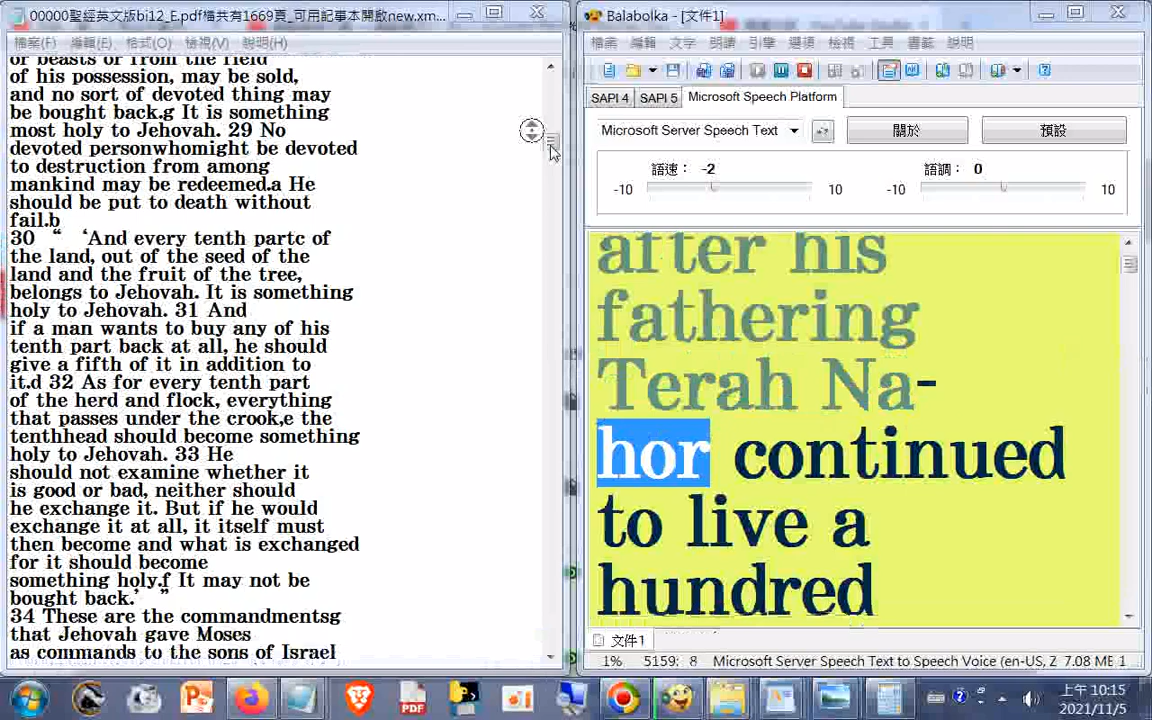 00000聖經英文版bi12_E.pdf檔共有1669頁_可用記事本開啟new.xm...
檔案(F) 編輯(E) 格式(O) 檢視(V) 說明(H)
or beasts or from the field
of his possession, may be sold,
and no sort of devoted thing may
be bought back.g It is something
most holy to Jehovah. 29 No
devoted personwhomight be devoted
to destruction from among
mankind may be redeemed.a He
should be put to death without
fail.b
30 “ ‘And every tenth partc of
the land, out of the seed of the
land and the fruit of the tree,
belongs to Jehovah. It is something
holy to Jehovah. 31 And
if a man wants to buy any of his
tenth part back at all, he should
give a fifth of it in addition to
it.d 32 As for every tenth part
of the herd and flock, everything
that passes under the crook,e the
tenthhead should become something
holy to Jehovah. 33 He
should not examine whether it
is good or bad, neither should
he exchange it. But if he would
exchange it at all, it itself must
then become and what is exchanged
for it should become
something holy.f It may not be
bought back.’ ”
34 These are the commandmentsg
that Jehovah gave Moses
as commands to the sons of Israel
Balabolka - [文件1]
檔案 編輯 文字 朗讀 引擎 選項 檢視 工具 書籤 說明
SAPI 4 SAPI 5 Microsoft Speech Platform
Microsoft Server Speech Text 關於 預設
語速： -2 語調： 0
-10 10 -10 10
after his
fathering
Terah Na-
hor continued
to live a
hundred
文件1
1% 5159: 8 Microsoft Server Speech Text to Speech Voice (en-US, Z 7.08 ME 1
上午 10:15
2021/11/5